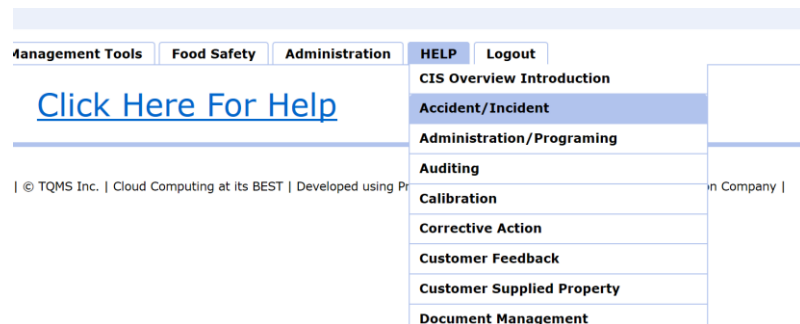 Management Tools Food Safety Administration HELP Logout
CIS Overview Introduction
Click Here For Help
Accident/Incident
Administration/Programing
Auditing
| © TQMS Inc. | Cloud Computing at its BEST | Developed using n Company |
Calibration
Corrective Action
Customer Feedback
Customer Supplied Property
Document Management